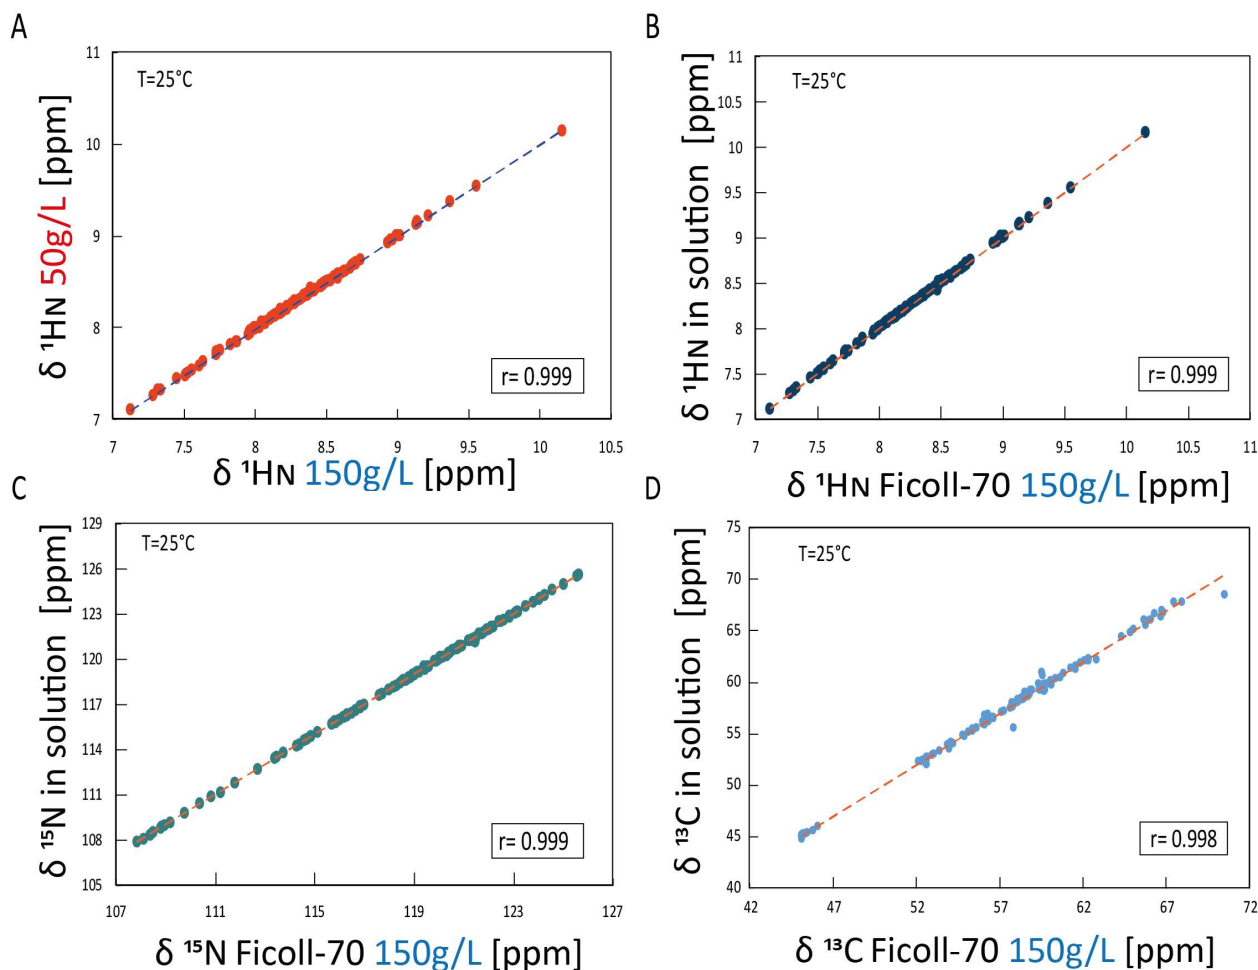 A
δ ¹HN 50g/L [ppm]
11
10
9
8
7
T=25°C
r= 0.999
7 7.5 8 8.5 9 9.5 10 10.5
δ ¹HN 150g/L [ppm]
B
δ ¹HN in solution [ppm]
11
10.5
10
9.5
9
8.5
8
7.5
7
T=25°C
r= 0.999
7 7.5 8 8.5 9 9.5 10 10.5 11
δ ¹HN Ficoll-70 150g/L [ppm]
C
δ ¹⁵N in solution [ppm]
129
126
123
120
117
114
111
108
105
T=25°C
r= 0.999
107 111 115 119 123 127
δ ¹⁵N Ficoll-70 150g/L [ppm]
D
δ ¹³C in solution [ppm]
75
70
65
60
55
50
45
40
T=25°C
r= 0.998
42 47 52 57 62 67 72
δ ¹³C Ficoll-70 150g/L [ppm]